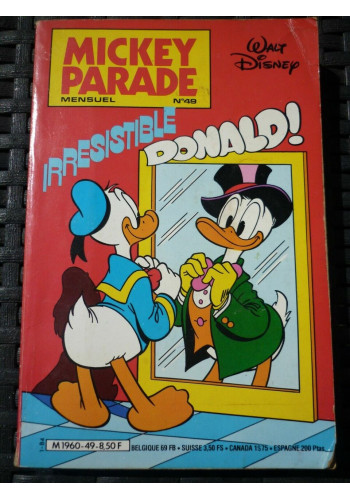 MICKEY
PARADE
MENSUEL N°49
WALT
DISNEY
IRRESISTIBLE
DONALD!
M 1960-49-8,50 F
BELGIQUE 69 FB • SUISSE 3,50 FS • CANADA 1$75 • ESPAGNE 200 Ptas